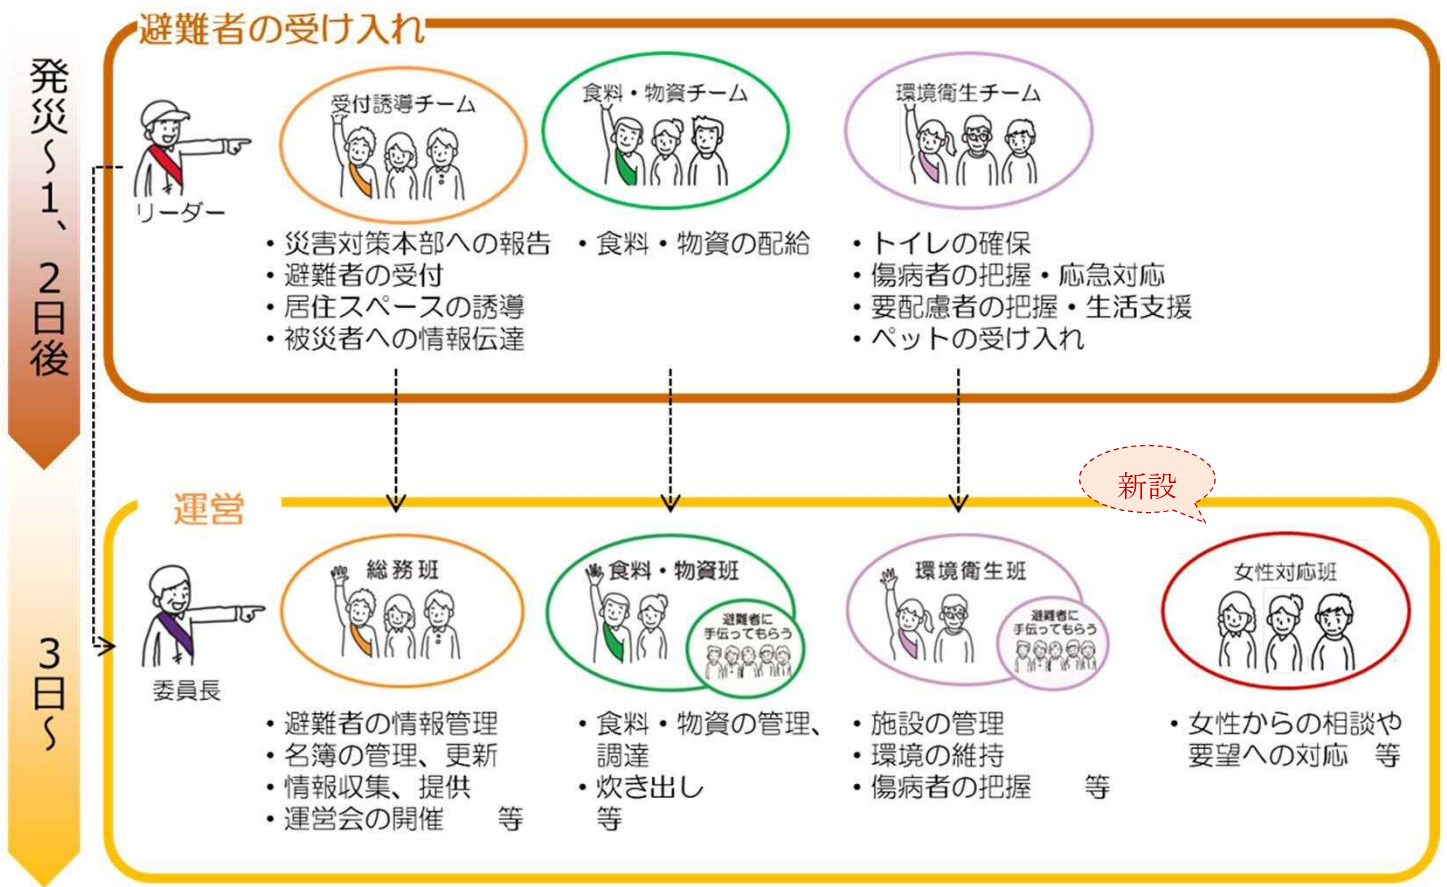 避難者の受け入れ
発災～1、2日後
リーダー
受付誘導チーム
・災害対策本部への報告
・避難者の受付
・居住スペースの誘導
・被災者への情報伝達
食料・物資チーム
・食料・物資の配給
環境衛生チーム
・トイレの確保
・傷病者の把握・応急対応
・要配慮者の把握・生活支援
・ペットの受け入れ
新設
運営
3日～
委員長
総務班
・避難者の情報管理
・名簿の管理、更新
・情報収集、提供
・運営会の開催　　等
食料・物資班
避難者に
手伝ってもらう
・食料・物資の管理、
調達
・炊き出し
等
環境衛生班
避難者に
手伝ってもらう
・施設の管理
・環境の維持
・傷病者の把握　　等
女性対応班
・女性からの相談や
要望への対応　等